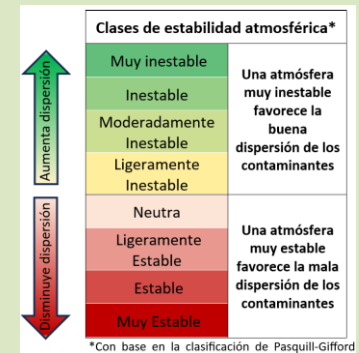 Clases de estabilidad atmosférica*
Aumenta dispersión
Muy inestable
Inestable
Moderadamente
Inestable
Ligeramente
Inestable
Una atmósfera
muy inestable
favorece la
buena
dispersión de los
contaminantes
Disminuye dispersión
Neutra
Ligeramente
Estable
Estable
Muy Estable
Una atmósfera
muy estable
favorece la mala
dispersión de los
contaminantes
*Con base en la clasificación de Pasquill-Gifford